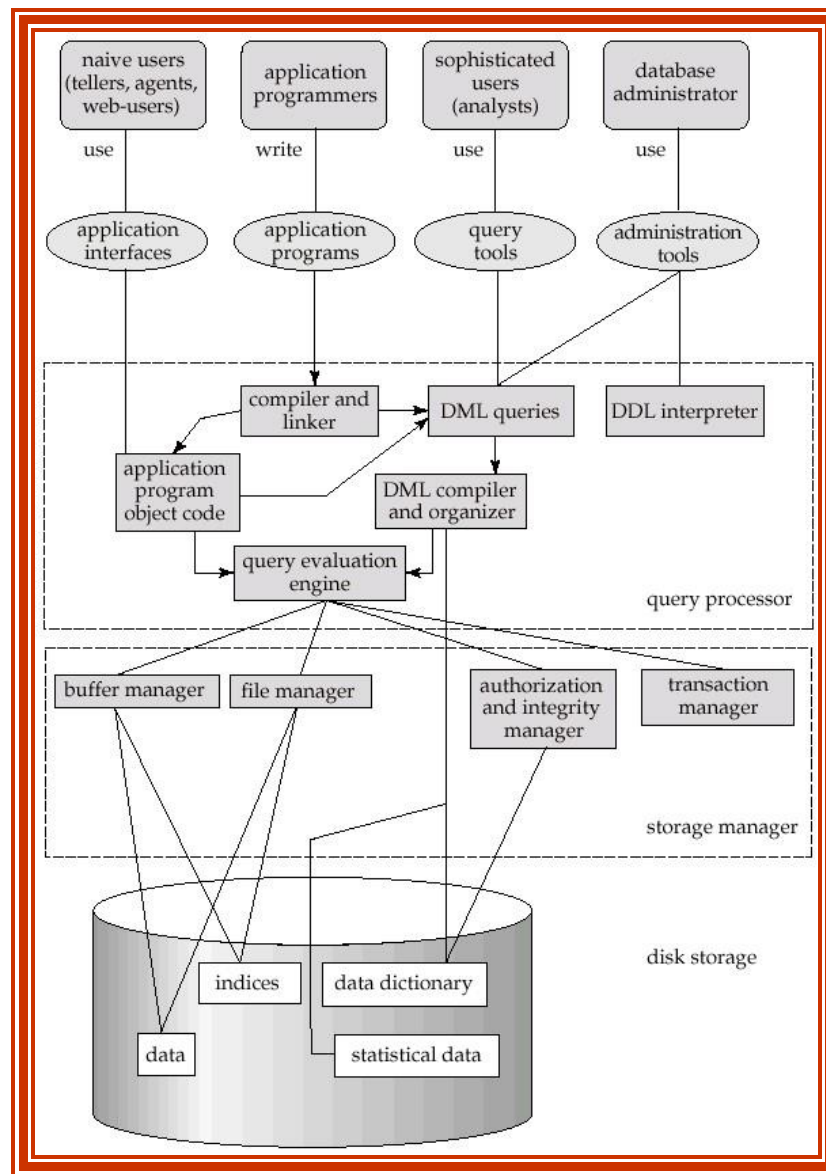 naive users
(tellers, agents,
web-users)
application
programmers
sophisticated
users
(analysts)
database
administrator
use
write
use
use
application
interfaces
application
programs
query
tools
administration
tools
compiler and
linker
DML queries
DDL interpreter
application
program
object code
DML compiler
and organizer
query evaluation
engine
query processor
buffer manager
file manager
authorization
and integrity
manager
transaction
manager
storage manager
disk storage
indices
data dictionary
data
statistical data